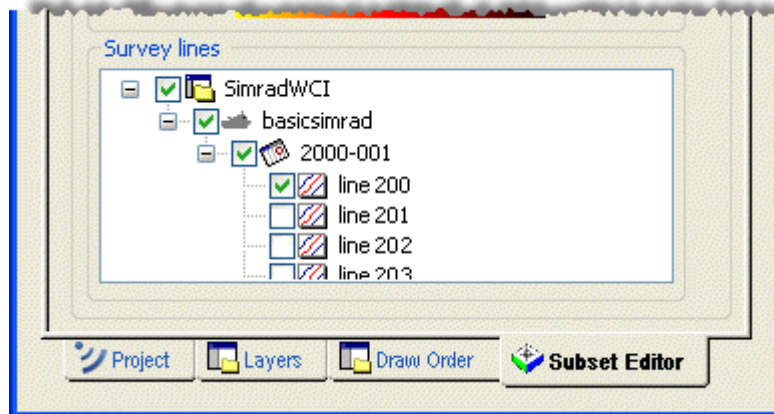 Survey lines
SimradWCI
basicsimrad
2000-001
line 200
line 201
line 202
line 203
Project Layers Draw Order Subset Editor